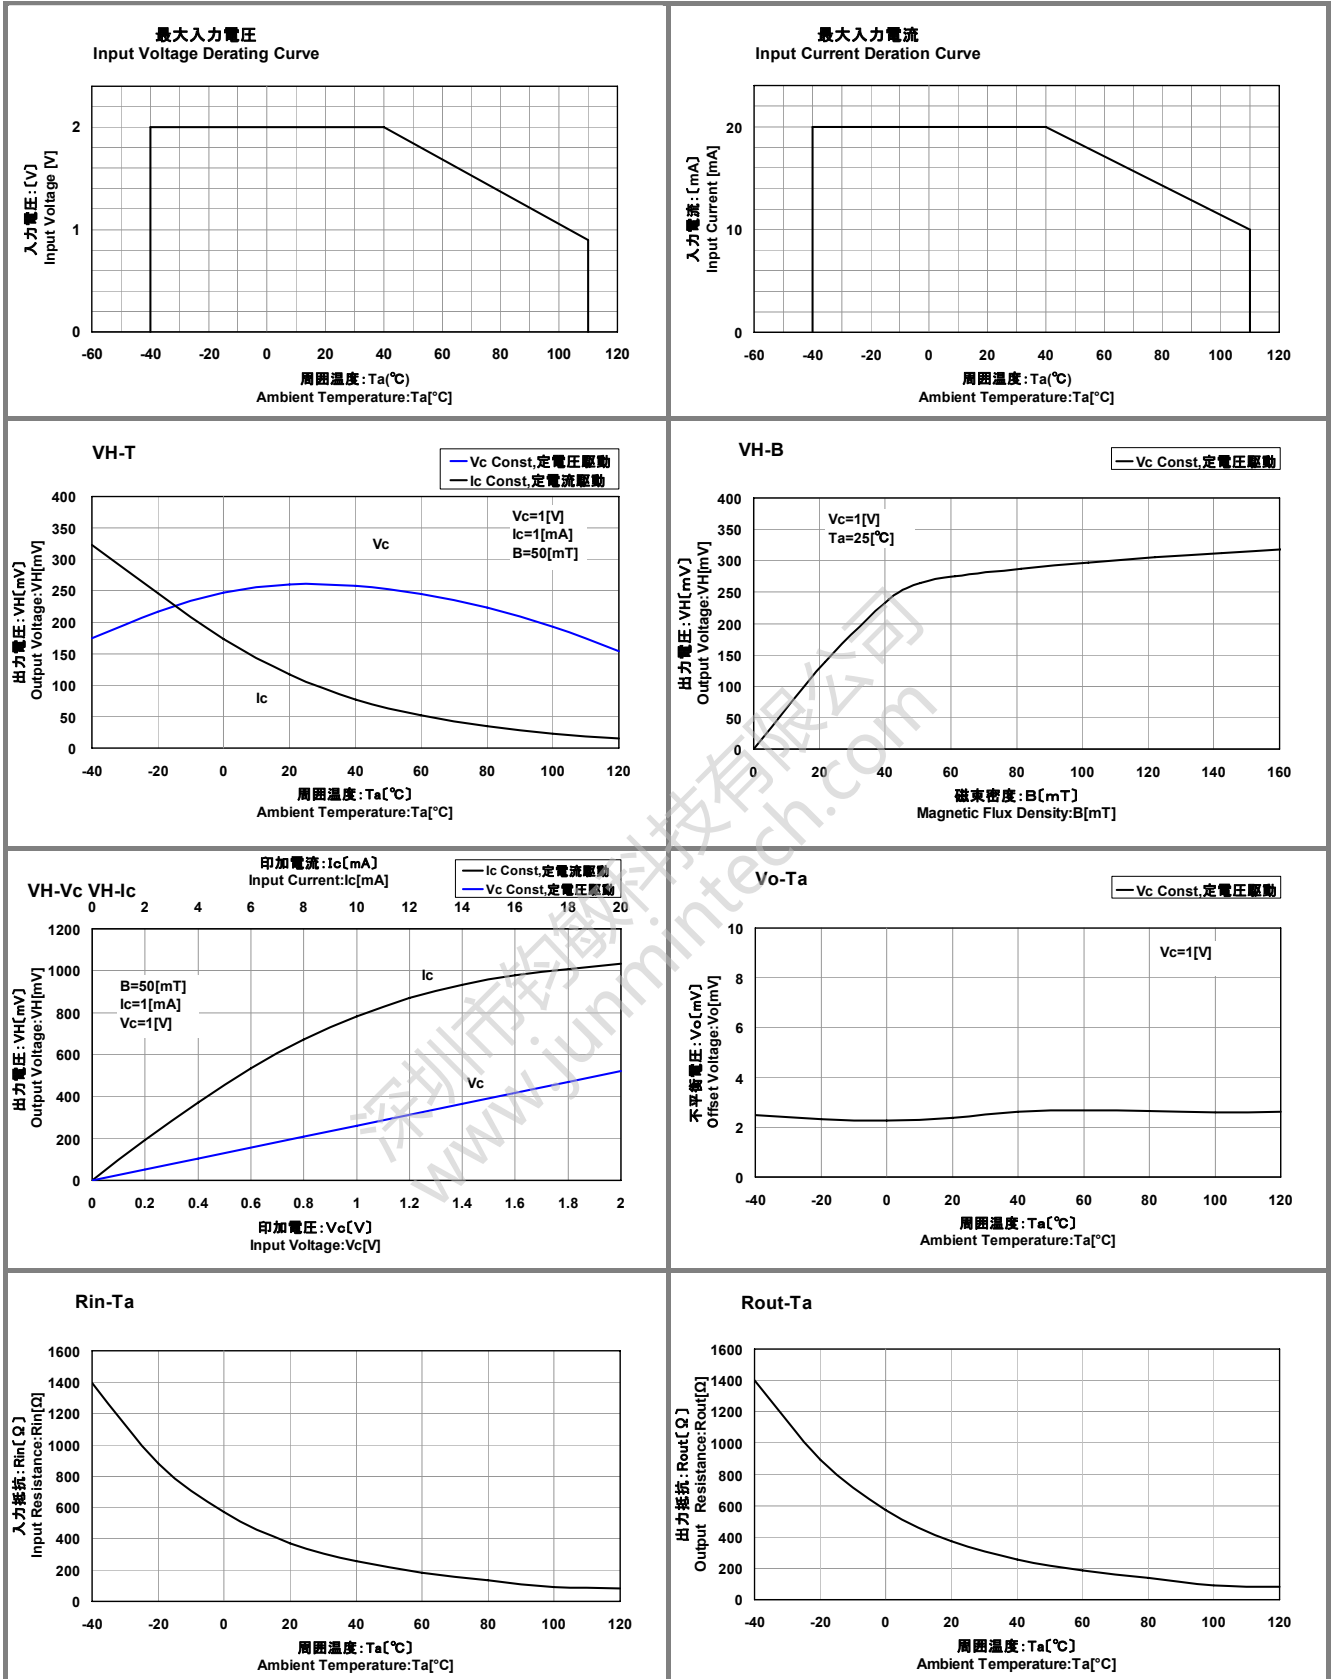 最大入力電圧
Input Voltage Derating Curve
入力電圧:〔V〕
Input Voltage [V]
2
1
0
-60 -40 -20 0 20 40 60 80 100 120
周囲温度:Ta(℃)
Ambient Temperature:Ta[°C]
最大入力電流
Input Current Deration Curve
入力電流:〔mA〕
Input Current [mA]
20
10
0
-60 -40 -20 0 20 40 60 80 100 120
周囲温度:Ta(℃)
Ambient Temperature:Ta[°C]
VH-T
Vc Const,定電圧駆動
Ic Const,定電流駆動
出力電圧:VH〔mV〕
Output Voltage:VH[mV]
400
350
300
250
200
150
100
50
0
Vc=1[V]
Ic=1[mA]
B=50[mT]
Vc
Ic
-40 -20 0 20 40 60 80 100 120
周囲温度:Ta〔℃〕
Ambient Temperature:Ta[°C]
VH-B
Vc Const,定電圧駆動
出力電圧:VH〔mV〕
Output Voltage:VH[mV]
400
350
300
250
200
150
100
50
0
Vc=1[V]
Ta=25[℃]
0 20 40 60 80 100 120 140 160
磁束密度:B〔mT〕
Magnetic Flux Density:B[mT]
印加電流:Ic〔mA〕
Input Current:Ic[mA]
Ic Const,定電流駆動
Vc Const,定電圧駆動
VH-Vc VH-Ic
0 2 4 6 8 10 12 14 16 18 20
出力電圧:VH〔mV〕
Output Voltage:VH[mV]
1200
1000
800
600
400
200
0
B=50[mT]
Ic=1[mA]
Vc=1[V]
Ic
Vc
0 0.2 0.4 0.6 0.8 1 1.2 1.4 1.6 1.8 2
印加電圧:Vc〔V〕
Input Voltage:Vc[V]
Vo-Ta
Vc Const,定電圧駆動
不平衡電圧:Vo〔mV〕
Offset Voltage:Vo[mV]
10
8
6
4
2
0
Vc=1[V]
-40 -20 0 20 40 60 80 100 120
周囲温度:Ta〔℃〕
Ambient Temperature:Ta[°C]
Rin-Ta
入力抵抗:Rin〔Ω〕
Input Resistance:Rin[Ω]
1600
1400
1200
1000
800
600
400
200
0
-40 -20 0 20 40 60 80 100 120
周囲温度:Ta〔℃〕
Ambient Temperature:Ta[°C]
Rout-Ta
出力抵抗:Rout〔Ω〕
Output Resistance:Rout[Ω]
1600
1400
1200
1000
800
600
400
200
0
-40 -20 0 20 40 60 80 100 120
周囲温度:Ta〔℃〕
Ambient Temperature:Ta[°C]
深圳市钧敏科技有限公司
www.junmintech.com